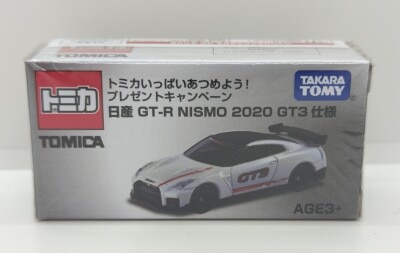 トミカいっぱいあつめよう!
プレゼントキャンペーン
日産 GT-R NISMO 2020 GT3 仕様
トミカ
TOMICA
TAKARA
TOMY
GT3
AGE3+